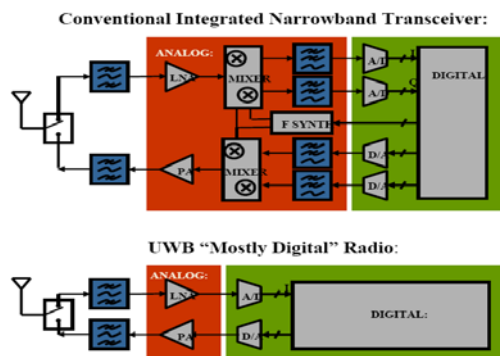 Conventional Integrated Narrowband Transceiver:
ANALOG:
LNA
MIXER
A/D
I
DIGITAL
A/D
Q
F SYNTH
PA
MIXER
D/A
D/A
UWB “Mostly Digital” Radio:
ANALOG:
LNA
A/D
I
DIGITAL:
PA
D/A